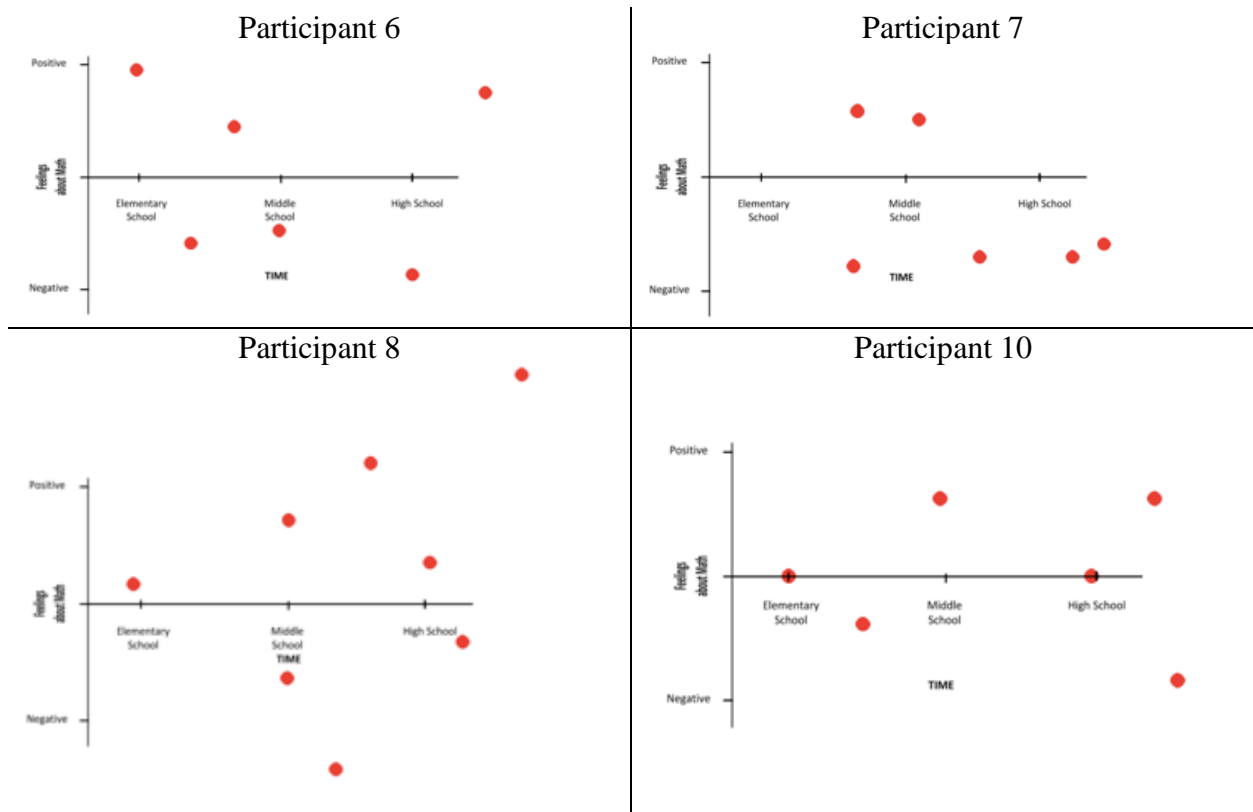 Participant 6
Positive
Feelings
about Math
Elementary
School
Middle
School
High School
TIME
Negative
Participant 7
Positive
Feelings
about Math
Elementary
School
Middle
School
High School
TIME
Negative
Participant 8
Positive
Feelings
about Math
Elementary
School
Middle
School
High School
TIME
Negative
Participant 10
Positive
Feelings
about Math
Elementary
School
Middle
School
High School
TIME
Negative